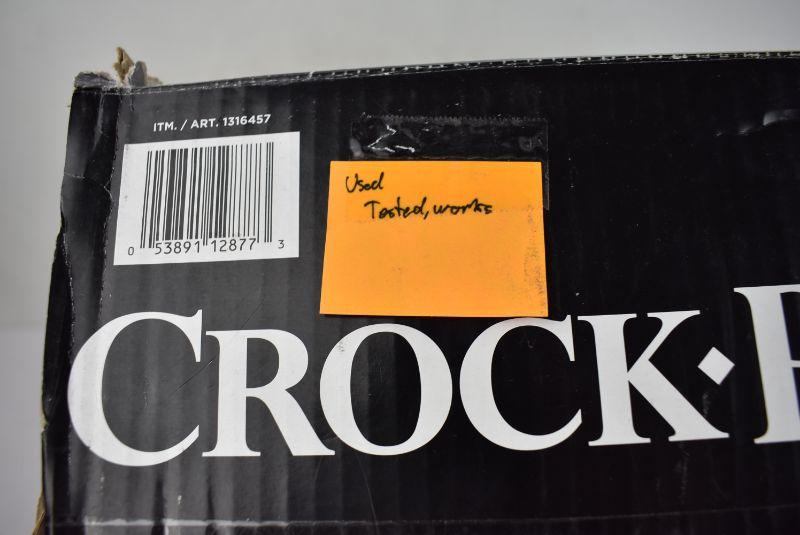 ITM. / ART. 1316457
0 53891 12877 3
Used
Tested, works
CROCK·P